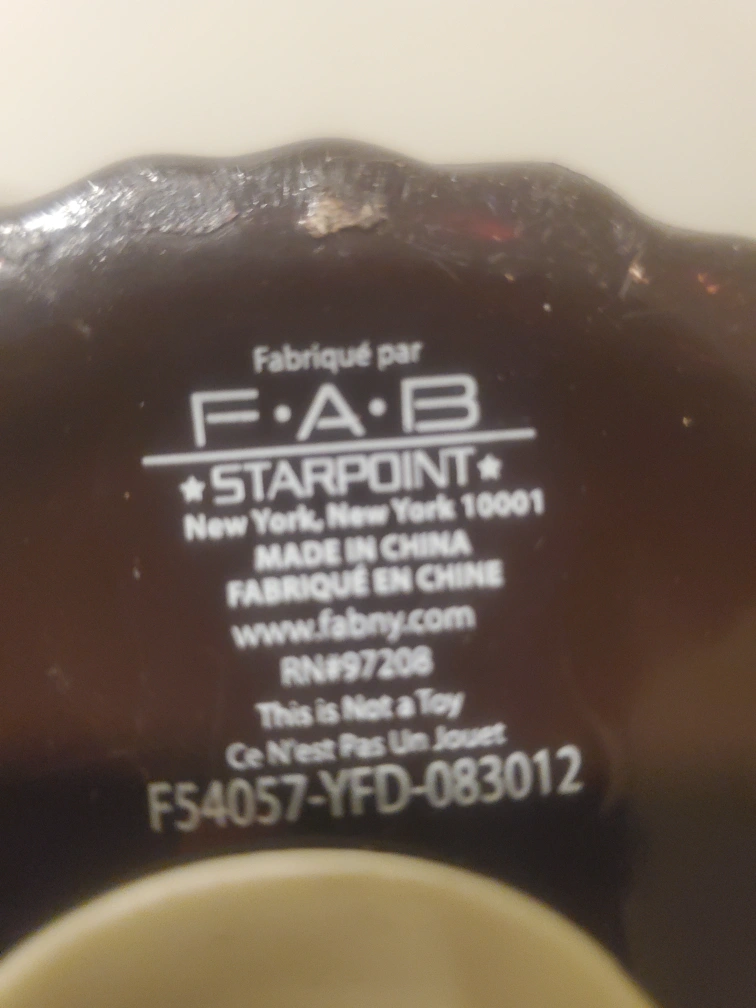 Fabriqué par
F•A•B
★STARPOINT★
New York, New York 10001
MADE IN CHINA
FABRIQUÉ EN CHINE
www.fabny.com
RN#97208
This is Not a Toy
Ce N'est Pas Un Jouet
F54057-YFD-083012